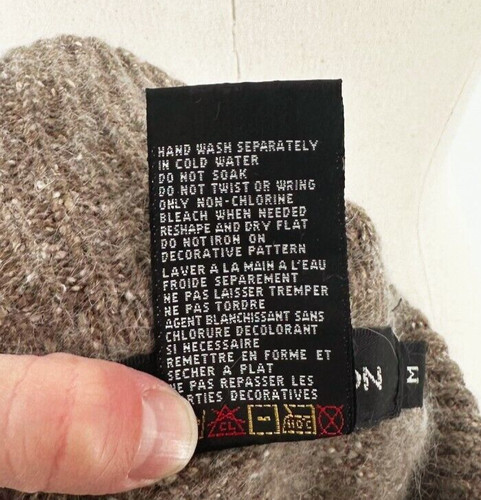 HAND WASH SEPARATELY
IN COLD WATER
DO NOT SOAK
DO NOT TWIST OR WRING
ONLY NON-CHLORINE
BLEACH WHEN NEEDED
RESHAPE AND DRY FLAT
DO NOT IRON ON
DECORATIVE PATTERN
LAVER A LA MAIN A L'EAU
FROIDE SEPAREMENT
NE PAS LAISSER TREMPER
NE PAS TORDRE
AGENT BLANCHISSANT SANS
CHLORURE DECOLORANT
SI NECESSAIRE
REMETTRE EN FORME ET
SECHER A PLAT
NE PAS REPASSER LES
PARTIES DECORATIVES
CL 110°C
M